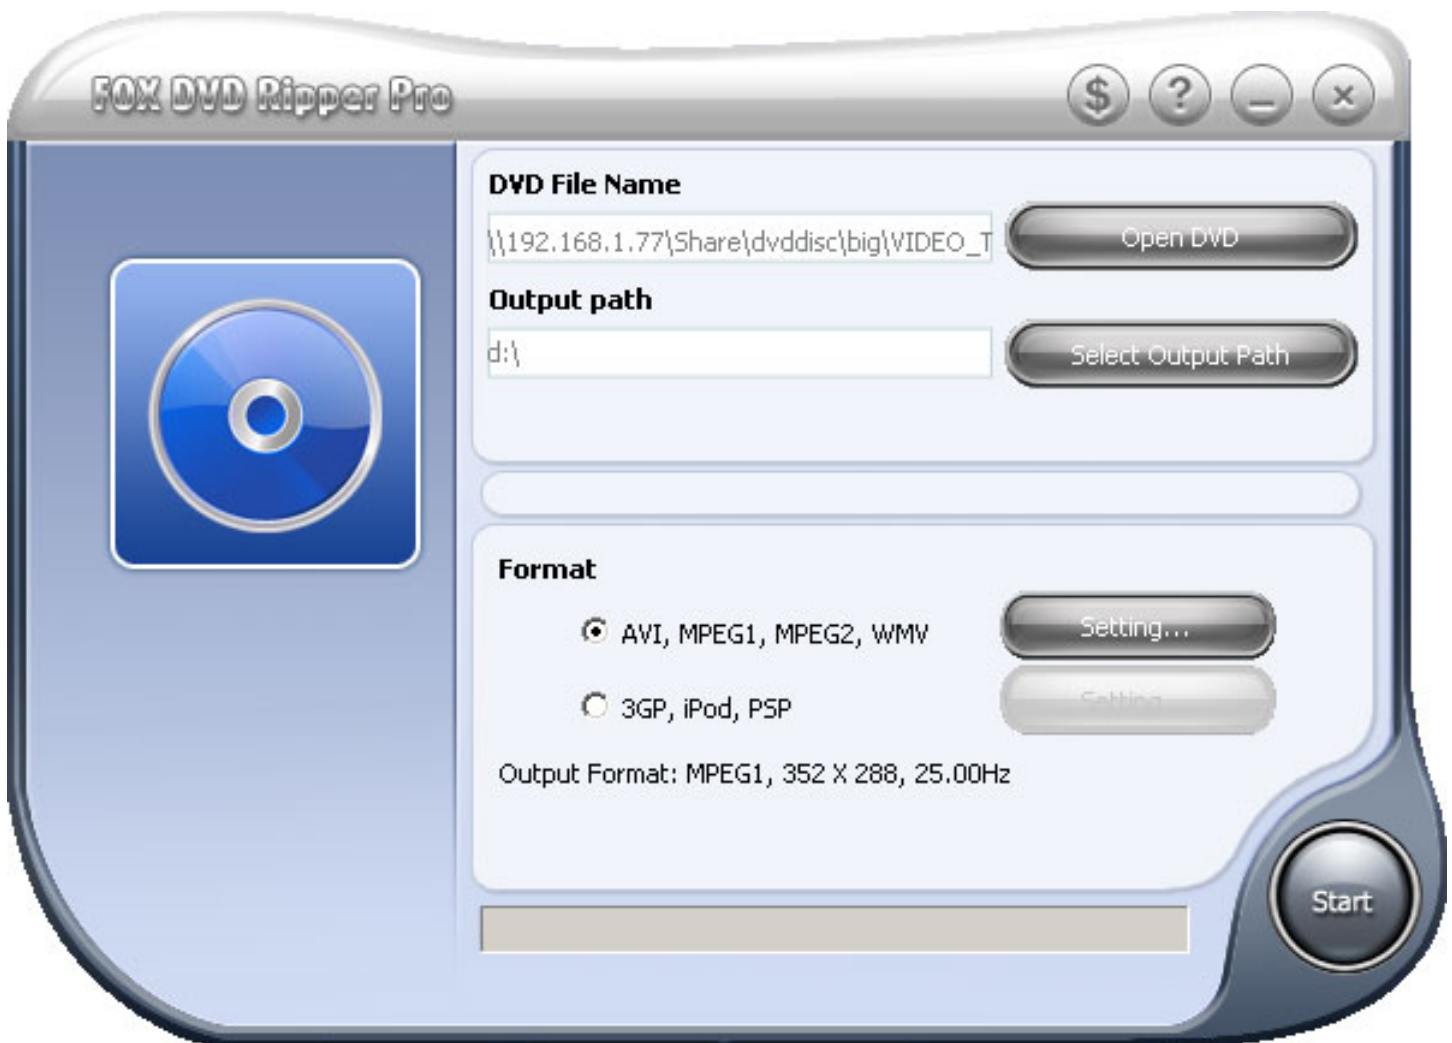 FOX DVD Ripper Pro
$ ?
DVD File Name
\\192.168.1.77\Share\dvddisc\big\VIDEO_T
Open DVD
Output path
d:\
Select Output Path
Format
AVI, MPEG1, MPEG2, WMV
Setting...
3GP, iPod, PSP
Setting...
Output Format: MPEG1, 352 X 288, 25.00Hz
Start